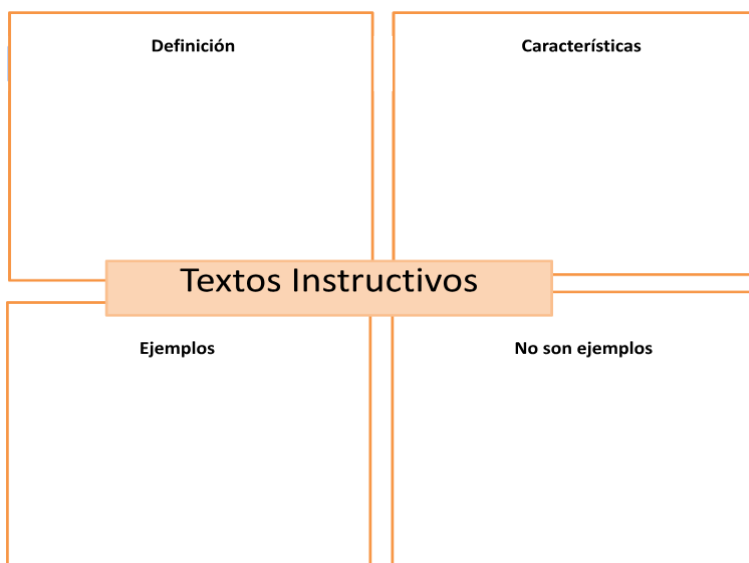 Definición
Características
Textos Instructivos
Ejemplos
No son ejemplos